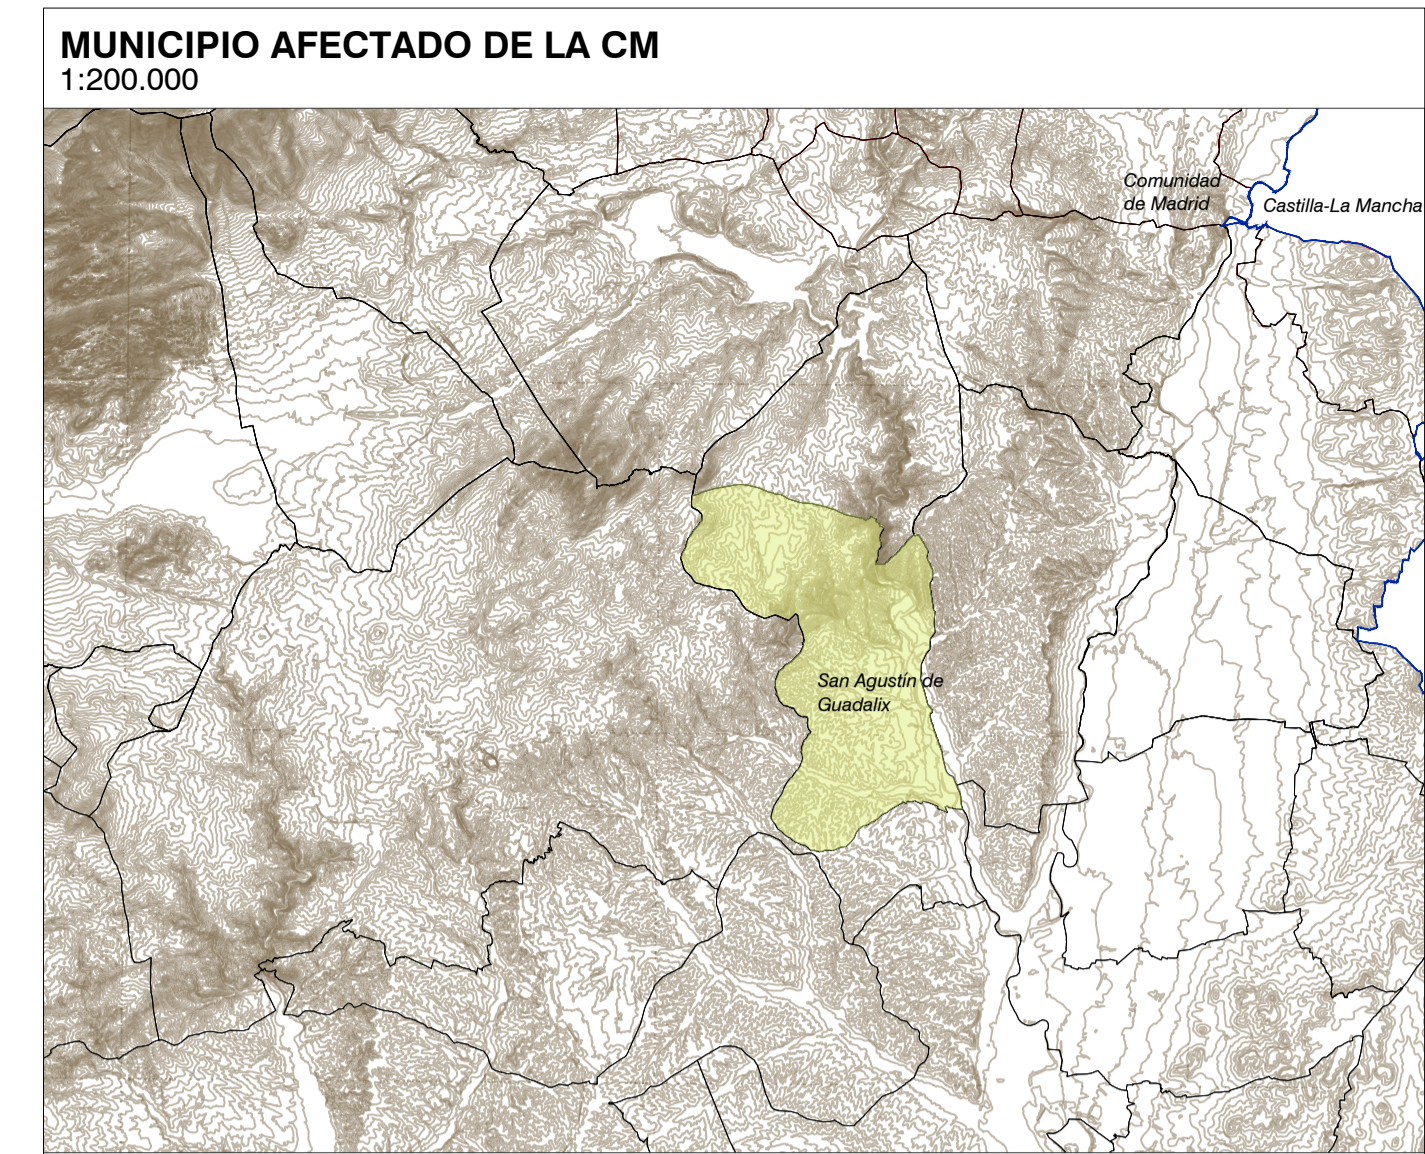 MUNICIPIO AFECTADO DE LA CM
1:200.000
Comunidad
de Madrid
Castilla-La Mancha
San Agustín de
Guadalix